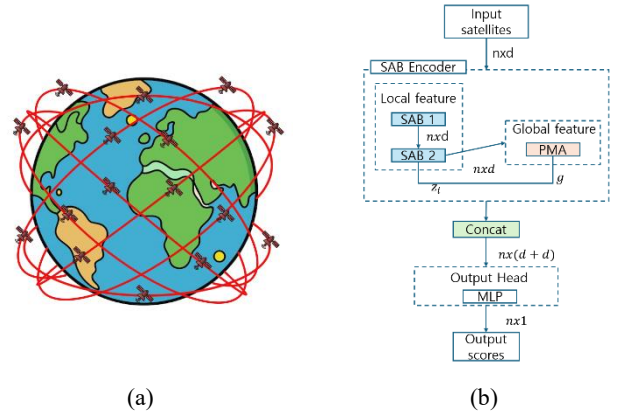 Input
satellites
nxd
SAB Encoder
Local feature
SAB 1
nxd
SAB 2
Global feature
PMA
nxd
z_i
g
Concat
nx(d + d)
Output Head
MLP
nx1
Output
scores
(a)
(b)